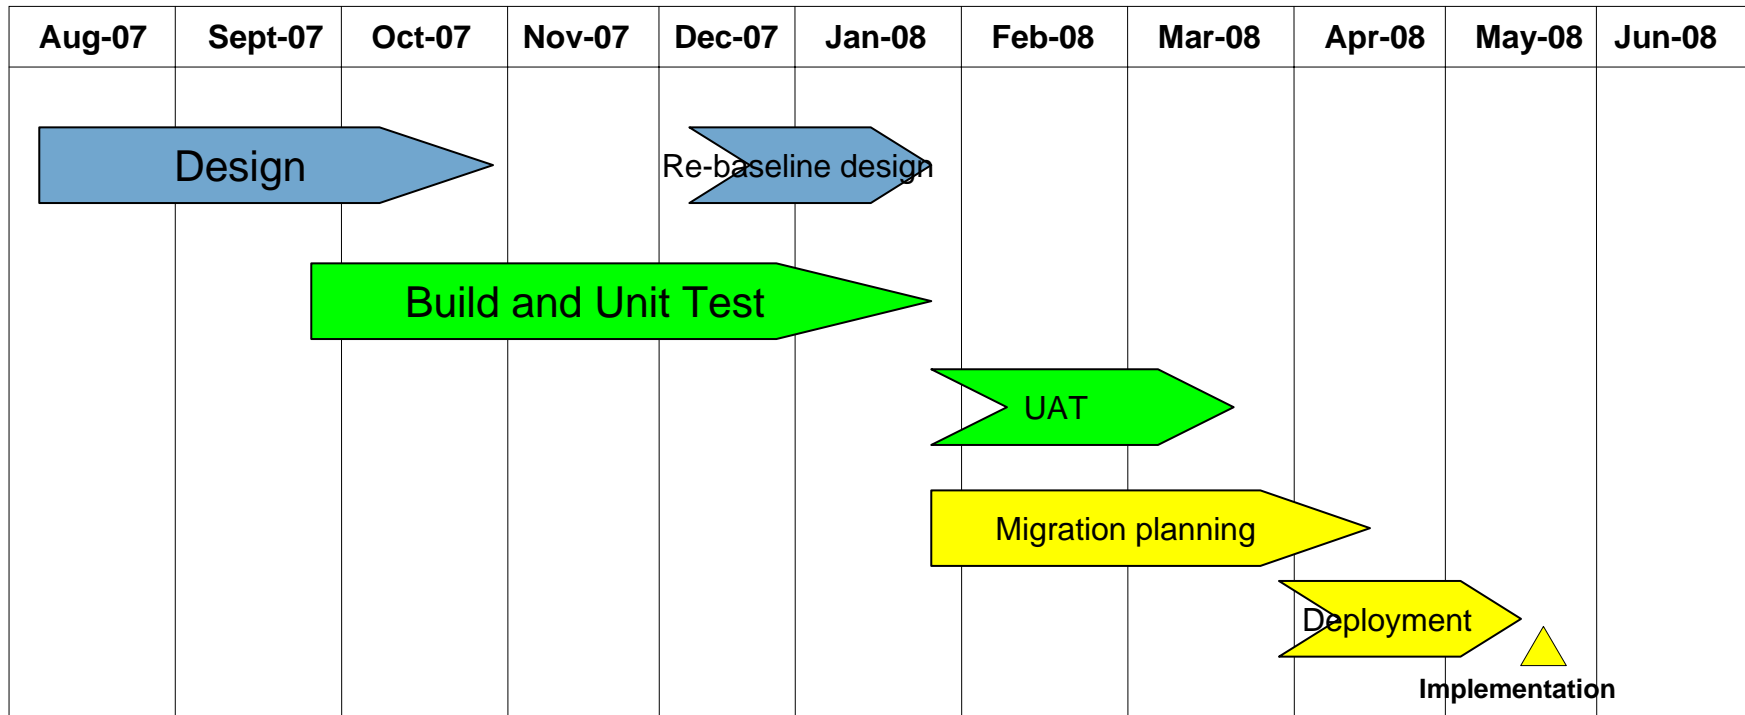 Aug-07 Sept-07 Oct-07 Nov-07 Dec-07 Jan-08 Feb-08 Mar-08 Apr-08 May-08 Jun-08
Design
Re-baseline design
Build and Unit Test
UAT
Migration planning
Deployment
Implementation